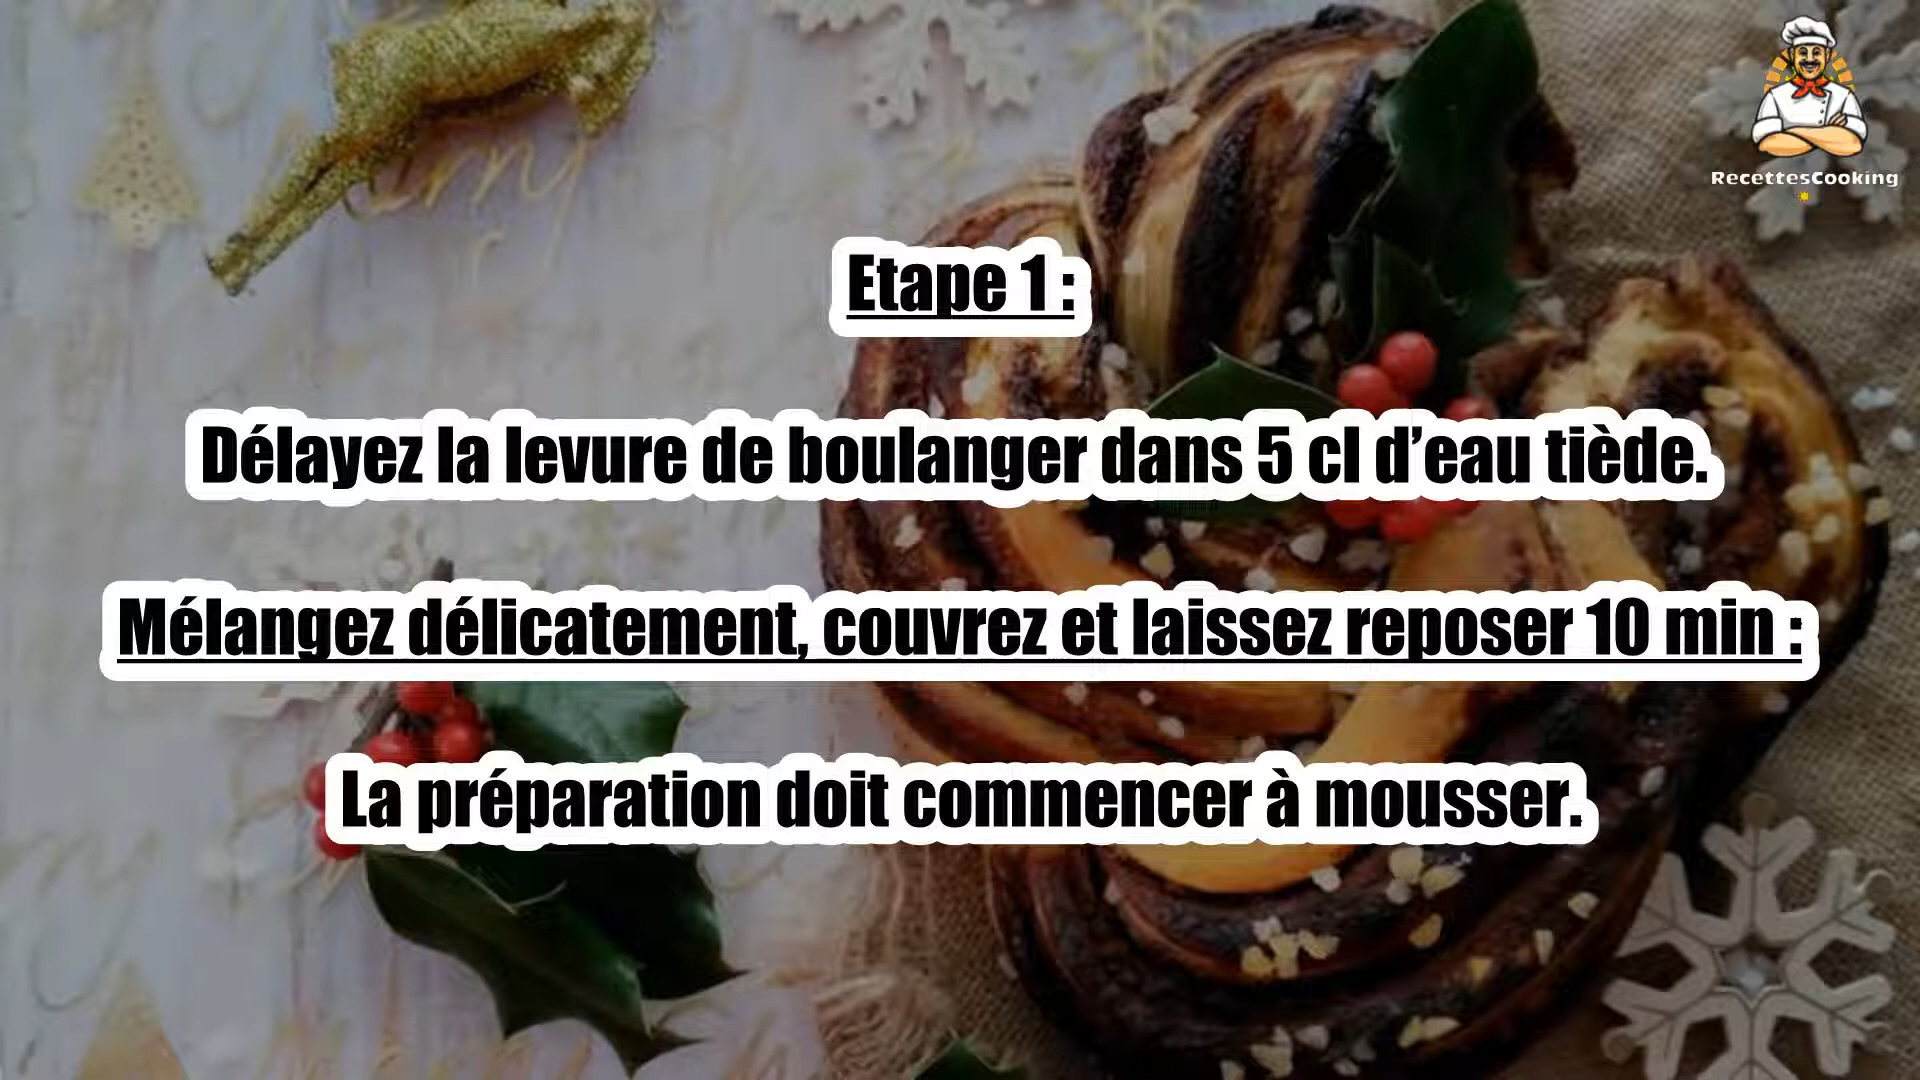 RecettesCooking
Etape 1 :
Délayez la levure de boulanger dans 5 cl d’eau tiède.
Mélangez délicatement, couvrez et laissez reposer 10 min :
La préparation doit commencer à mousser.